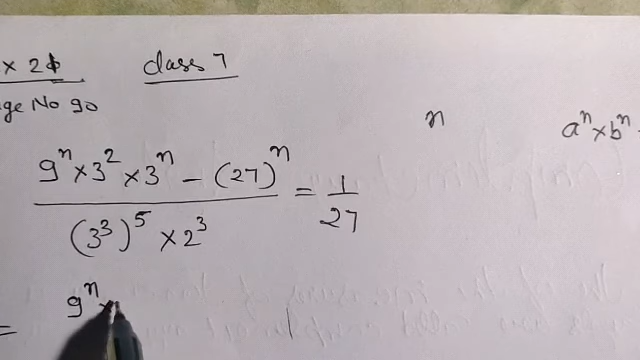 x 2φ class 7
ge No 90
n aⁿ×bⁿ
9ⁿ×3²×3ⁿ - (27)ⁿ = 1
(3³)⁵ × 2³ 27
= 9ⁿ×